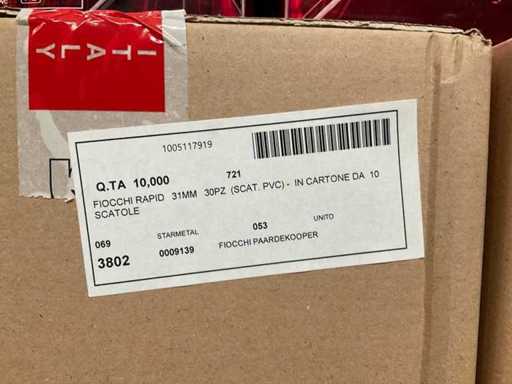 ITALY
1005117919
Q.TA 10,000 721
FIOCCHI RAPID 31MM 30PZ (SCAT. PVC) - IN CARTONE DA 10
SCATOLE
069 STARMETAL 053 UNITO
3802 0009139 FIOCCHI PAARDEKOOPER